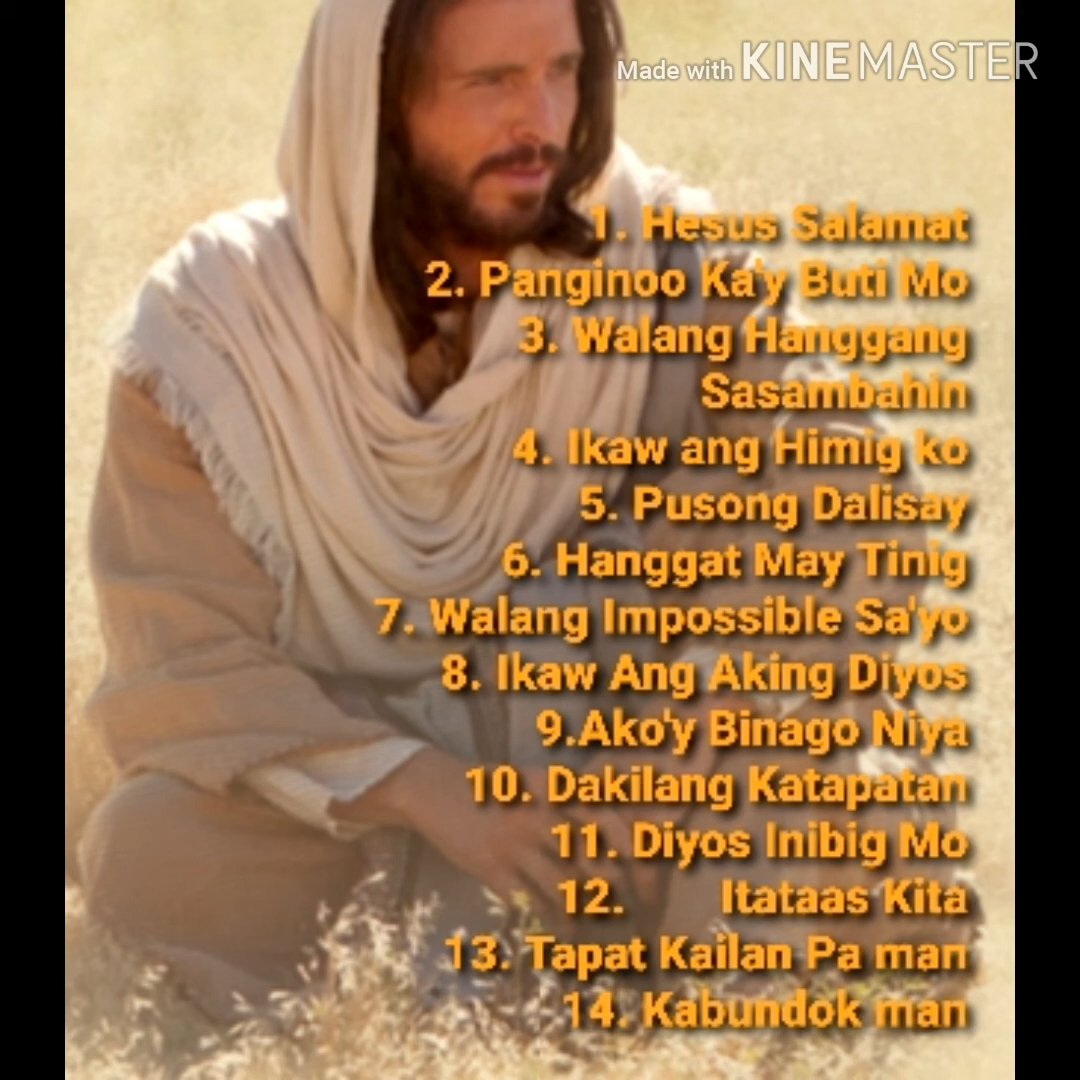 Made with KINEMASTER
1. Hesus Salamat
2. Panginoo Ka'y Buti Mo
3. Walang Hanggang
Sasambahin
4. Ikaw ang Himig ko
5. Pusong Dalisay
6. Hanggat May Tinig
7. Walang Impossible Sa'yo
8. Ikaw Ang Aking Diyos
9.Ako'y Binago Niya
10. Dakilang Katapatan
11. Diyos Inibig Mo
12. Itataas Kita
13. Tapat Kailan Pa man
14. Kabundok man